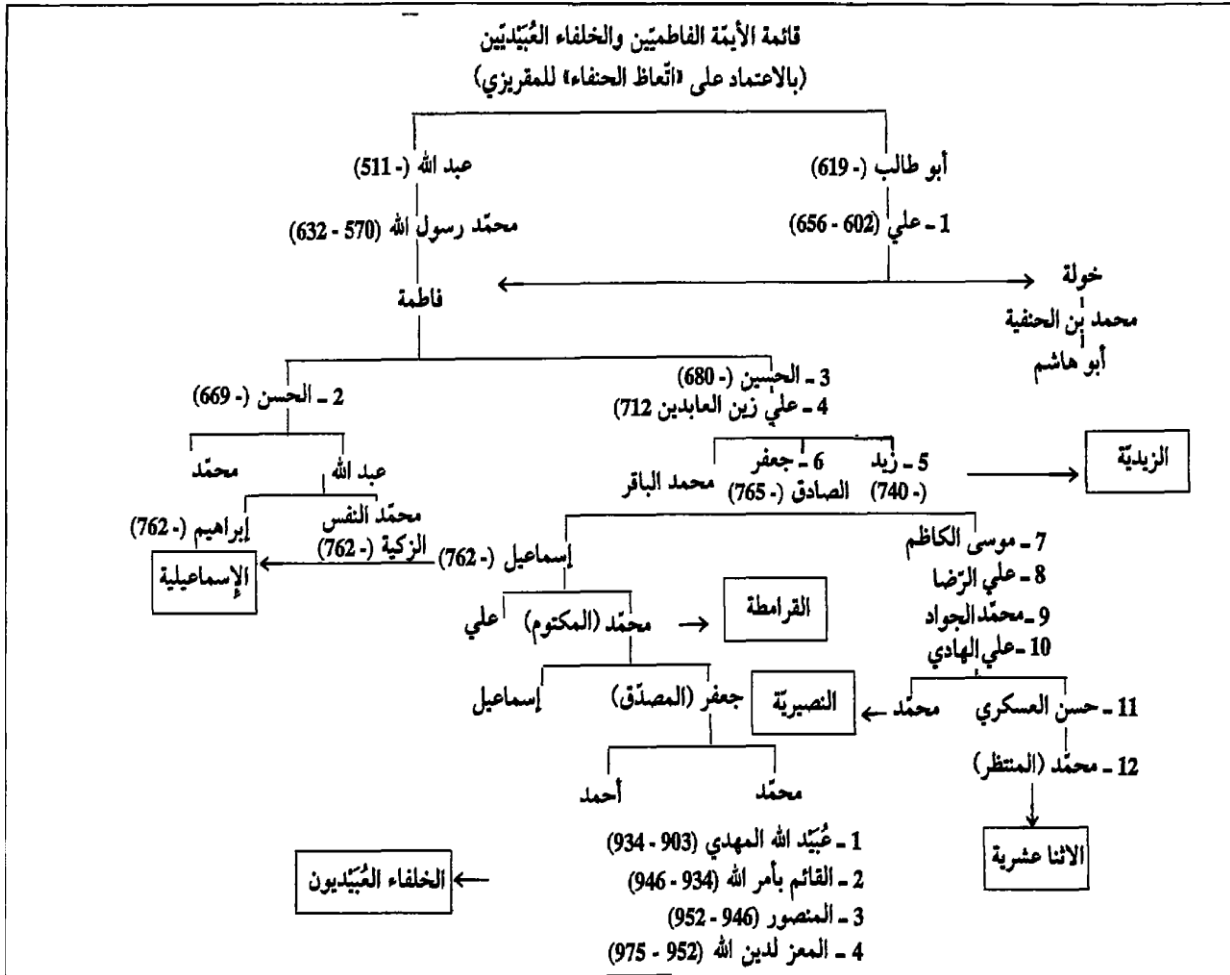 قائمة الأيمّة الفاطميّين والخلفاء العُبَيْديّين
(بالاعتماد على «اتّعاظ الحنفاء» للمقريزي)
أبو طالب (- 619)
عبد الله (- 511)
1 ـ علي (602 - 656)
محمّد رسول الله (570 - 632)
خولة
فاطمة
محمد بن الحنفية
أبو هاشم
3 ـ الحسين (- 680)
2 ـ الحسن (- 669)
4 ـ علي زين العابدين 712)
الزيديّة
5 ـ زيد
(- 740)
6 ـ جعفر
الصادق (- 765)
محمد الباقر
عبد الله
محمّد
محمّد النفس
الزكية (- 762)
إبراهيم (- 762)
7 ـ موسى الكاظم
إسماعيل (- 762)
الإسماعيلية
8 ـ علي الرّضا
9 ـ محمّد الجواد
القرامطة
محمّد (المكتوم)
علي
10 ـ علي الهادي
11 ـ حسن العسكري
محمّد
النصيريّة
جعفر (المصدّق)
إسماعيل
12 ـ محمّد (المنتظر)
محمّد
أحمد
الاثنا عشرية
1 ـ عُبَيْد الله المهدي (903 - 934)
2 ـ القائم بأمر الله (934 - 946)
3 ـ المنصور (946 - 952)
4 ـ المعز لدين الله (952 - 975)
الخلفاء العُبَيْديون